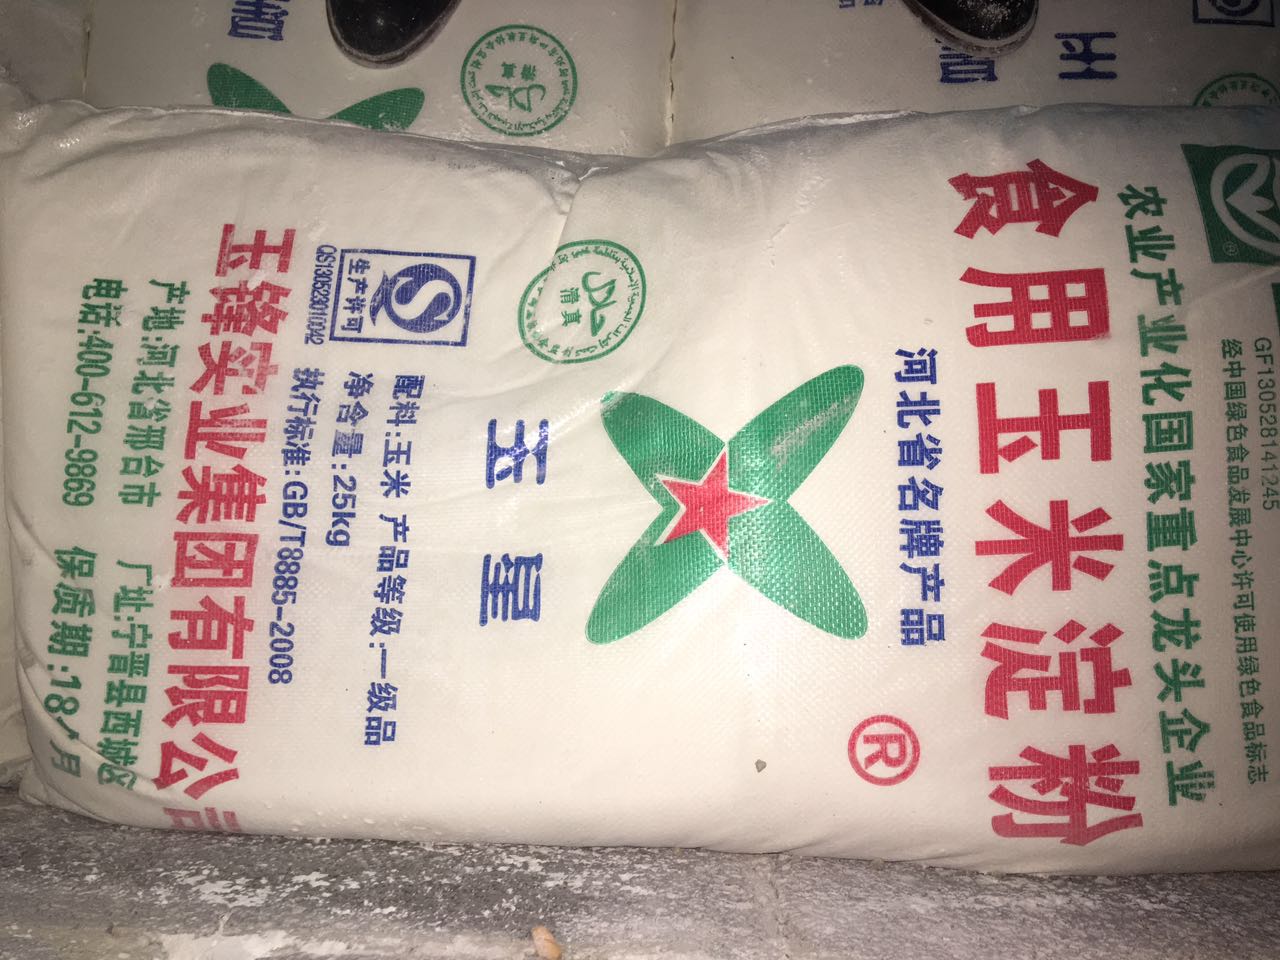 GF130528141245
经中国绿色食品发展中心许可使用绿色食品标志
农业产业化国家重点龙头企业
食用玉米淀粉
®
河北省名牌产品
清真
玉星
配料:玉米 产品等级:一级品
净含量:25kg
执行标准:GB/T8885-2008
生产许可
QS130523010042
玉锋实业集团有限公司
产地:河北省邢台市 厂址:宁晋县西城区
电话:400-612-9869 保质期:18个月
清真